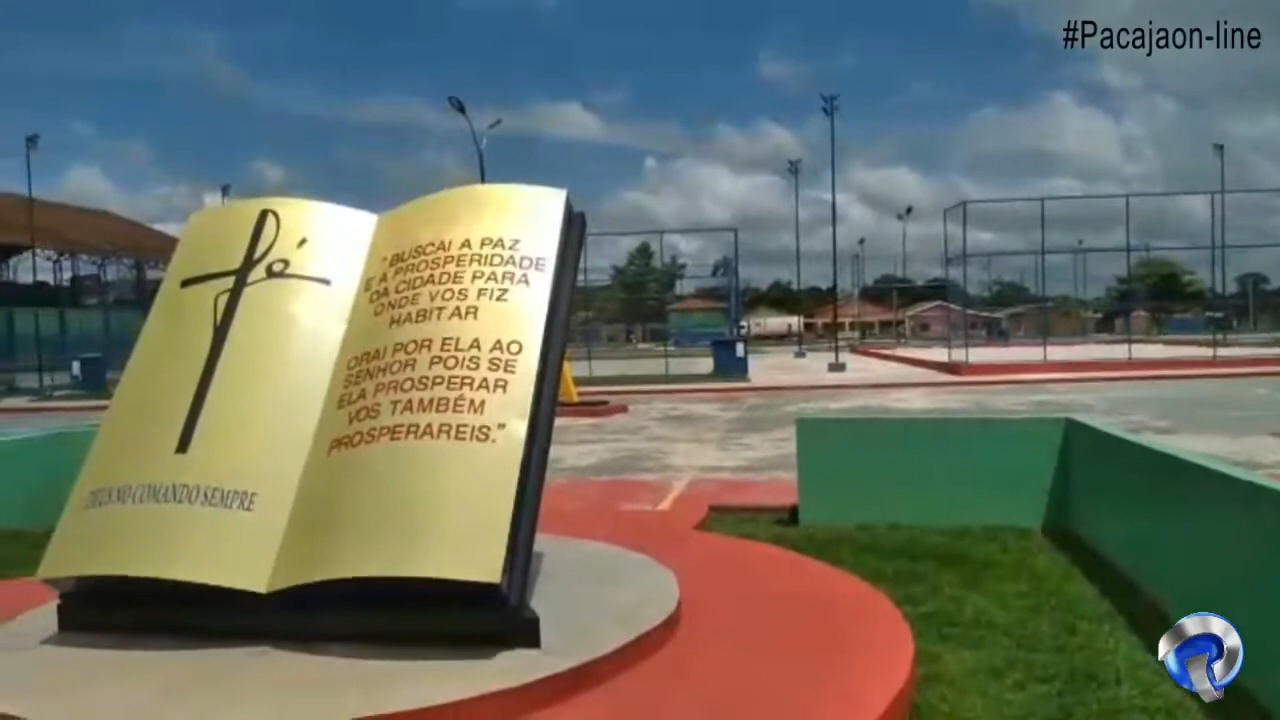 #Pacajaon-line
fé
DEUS NO COMANDO SEMPRE
"BUSCAI A PAZ
E A PROSPERIDADE
DA CIDADE PARA
ONDE VOS FIZ
HABITAR
ORAI POR ELA AO
SENHOR POIS SE
ELA PROSPERAR
VOS TAMBÉM
PROSPERAREIS."